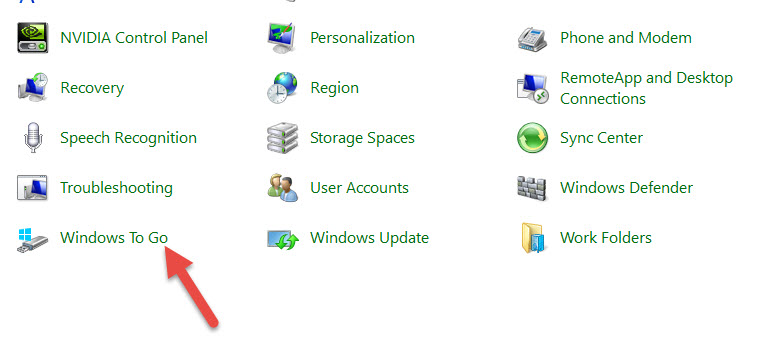 NVIDIA Control Panel
Personalization
Phone and Modem
Recovery
Region
RemoteApp and Desktop
Connections
Speech Recognition
Storage Spaces
Sync Center
Troubleshooting
User Accounts
Windows Defender
Windows To Go
Windows Update
Work Folders